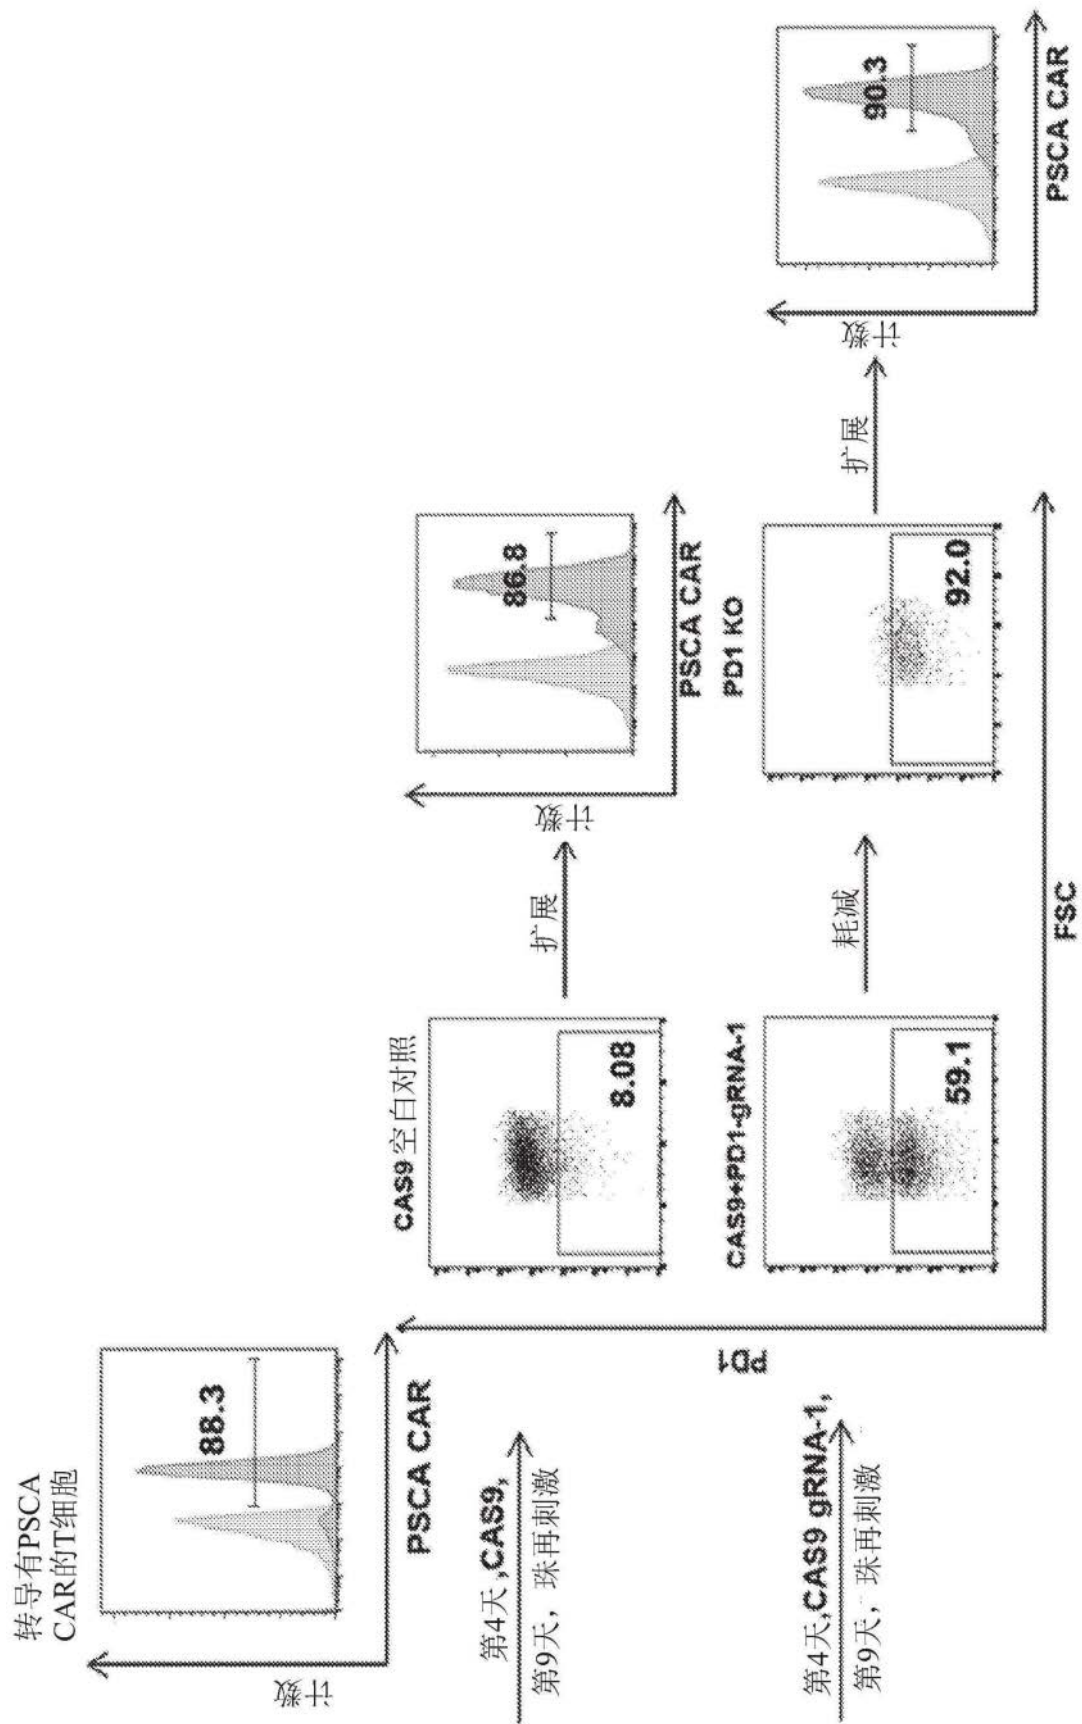 转导有PSCA
CAR的T细胞
计数
88.3
PSCA CAR
第4天,CAS9,
第9天，珠再刺激
CAS9空白对照
8.08
扩展
计数
86.8
PSCA CAR
第4天,CAS9 gRNA-1,
第9天，珠再刺激
PD1
CAS9+PD1-gRNA-1
59.1
耗减
PD1 KO
92.0
FSC
扩展
计数
90.3
PSCA CAR